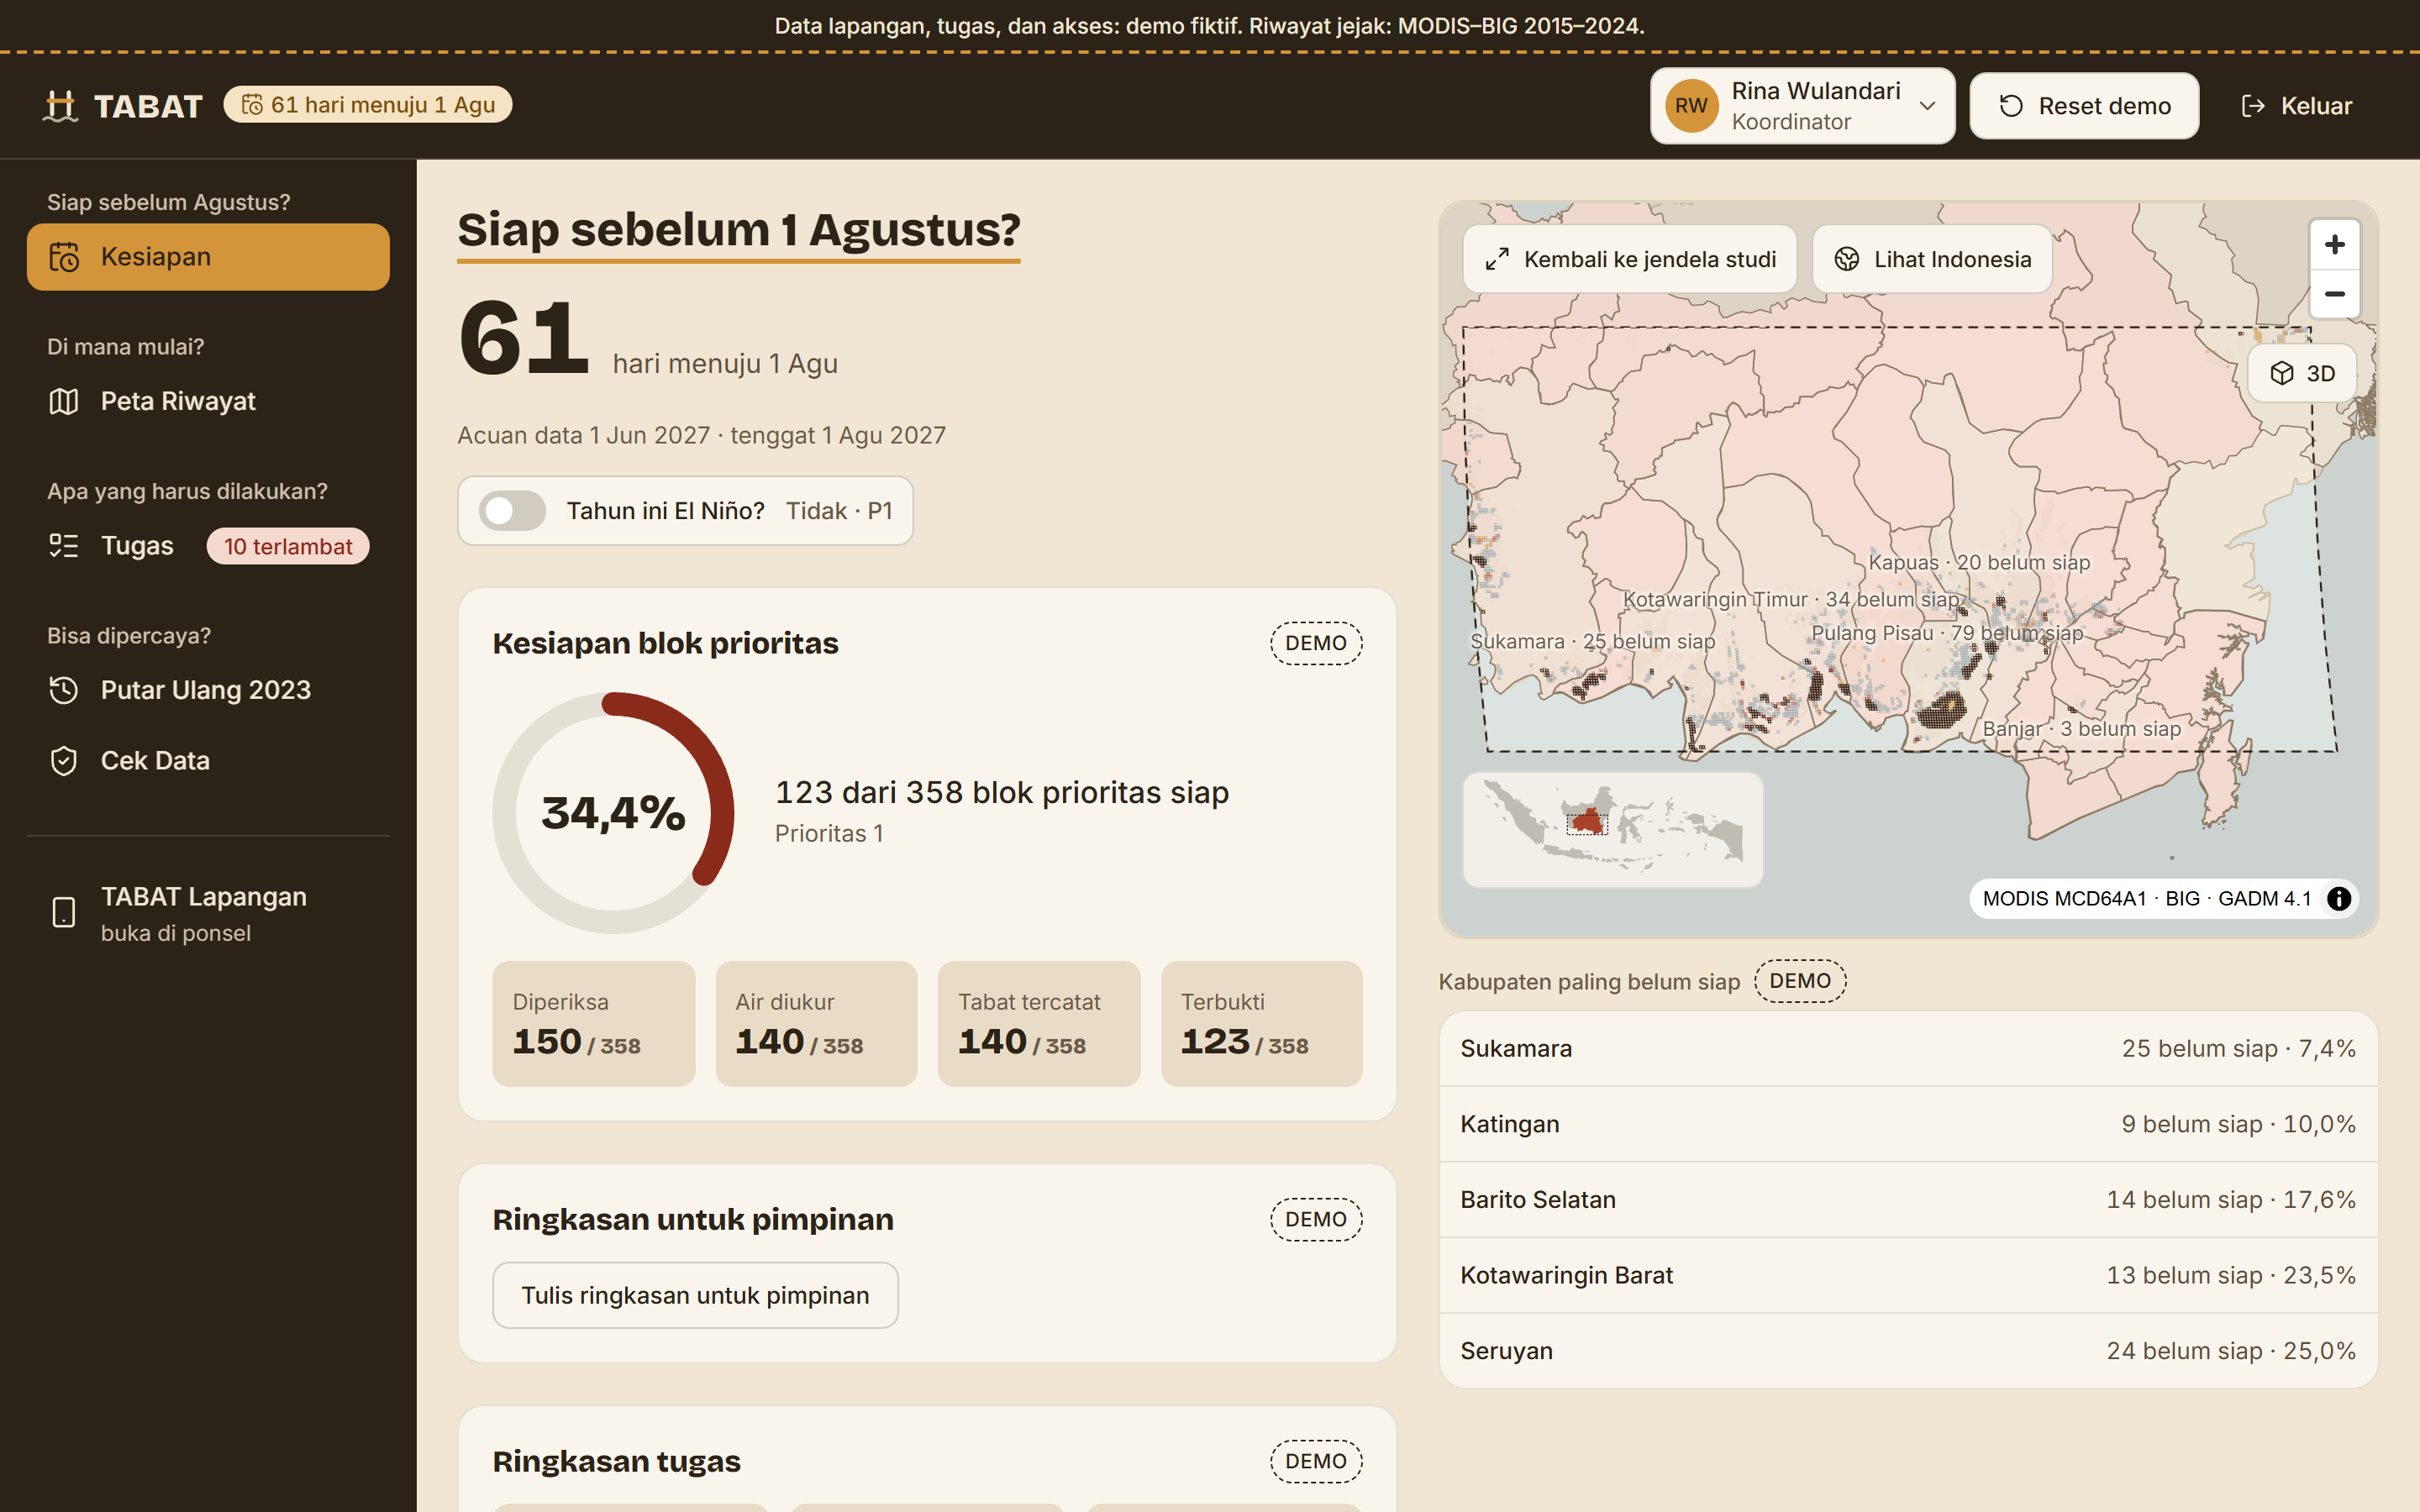 Data lapangan, tugas, dan akses: demo fiktif. Riwayat jejak: MODIS–BIG 2015–2024.
TABAT
61 hari menuju 1 Agu
RW
Rina Wulandari
Koordinator
Reset demo
Keluar
Siap sebelum Agustus?
Kesiapan
Di mana mulai?
Peta Riwayat
Apa yang harus dilakukan?
Tugas
10 terlambat
Bisa dipercaya?
Putar Ulang 2023
Cek Data
TABAT Lapangan
buka di ponsel
Siap sebelum 1 Agustus?
61 hari menuju 1 Agu
Acuan data 1 Jun 2027 · tenggat 1 Agu 2027
Tahun ini El Niño? Tidak · P1
Kesiapan blok prioritas
DEMO
34,4%
123 dari 358 blok prioritas siap
Prioritas 1
Diperiksa
150 / 358
Air diukur
140 / 358
Tabat tercatat
140 / 358
Terbukti
123 / 358
Ringkasan untuk pimpinan
DEMO
Tulis ringkasan untuk pimpinan
Ringkasan tugas
DEMO
Kembali ke jendela studi
Lihat Indonesia
+
−
3D
Kapuas · 20 belum siap
Kotawaringin Timur · 34 belum siap
Pulang Pisau · 79 belum siap
Sukamara · 25 belum siap
Banjar · 3 belum siap
MODIS MCD64A1 · BIG · GADM 4.1
Kabupaten paling belum siap
DEMO
Sukamara
25 belum siap · 7,4%
Katingan
9 belum siap · 10,0%
Barito Selatan
14 belum siap · 17,6%
Kotawaringin Barat
13 belum siap · 23,5%
Seruyan
24 belum siap · 25,0%